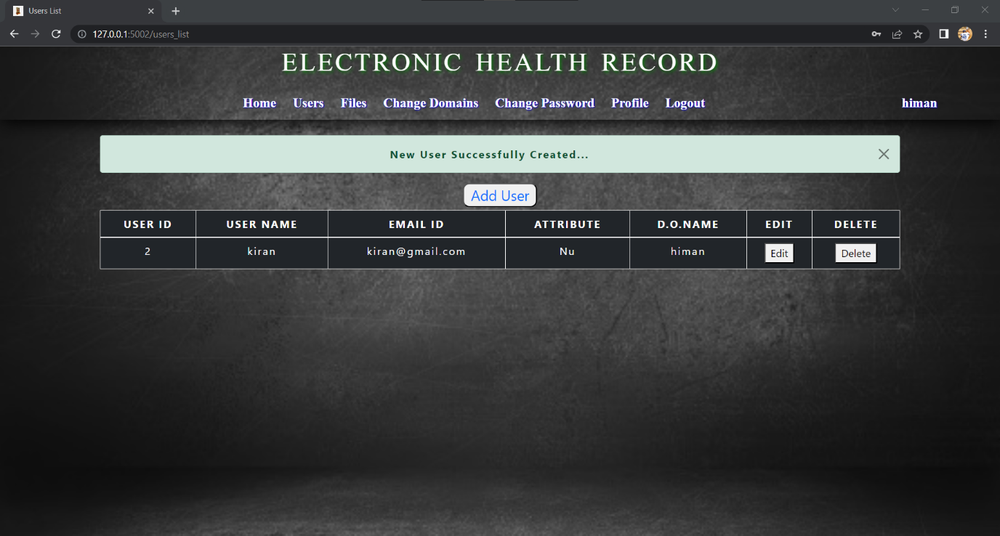 Users List
127.0.0.1:5002/users_list
ELECTRONIC HEALTH RECORD
Home Users Files Change Domains Change Password Profile Logout himan
New User Successfully Created...
Add User
USER ID USER NAME EMAIL ID ATTRIBUTE D.O.NAME EDIT DELETE
2 kiran kiran@gmail.com Nu himan Edit Delete